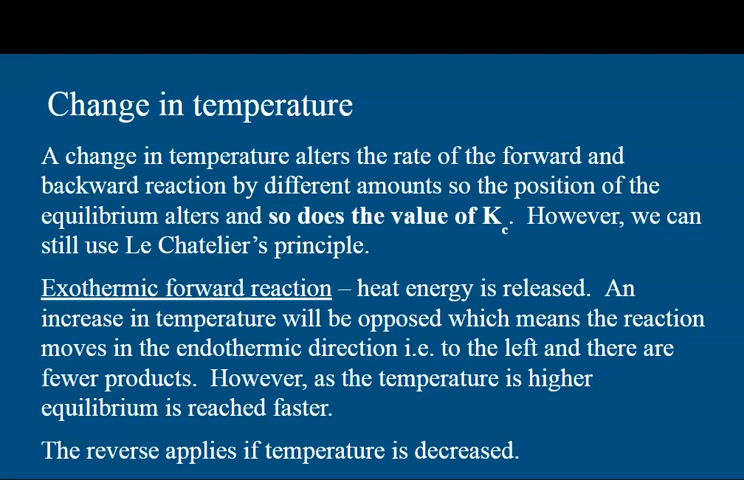 Change in temperature
A change in temperature alters the rate of the forward and
backward reaction by different amounts so the position of the
equilibrium alters and so does the value of Kc.  However, we can
still use Le Chatelier’s principle.
Exothermic forward reaction – heat energy is released.  An
increase in temperature will be opposed which means the reaction
moves in the endothermic direction i.e. to the left and there are
fewer products.  However, as the temperature is higher
equilibrium is reached faster.
The reverse applies if temperature is decreased.